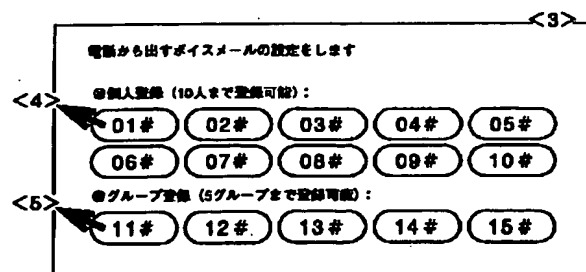 <3>
電話から出すボイスメールの設定をします
<4>
●個人登録（10人まで登録可能）：
01# 02# 03# 04# 05#
06# 07# 08# 09# 10#
<5>
●グループ登録（5グループまで登録可能）：
11# 12# 13# 14# 15#